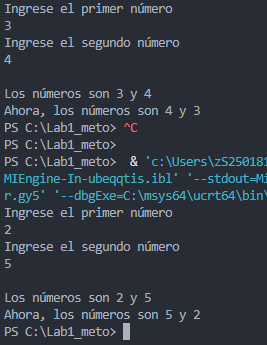 Ingrese el primer número
3
Ingrese el segundo número
4
Los números son 3 y 4
Ahora, los números son 4 y 3
PS C:\Lab1_meto> ^C
PS C:\Lab1_meto>
PS C:\Lab1_meto>  & 'c:\Users\zS250181
MIEngine-In-ubeqqtis.ibl' '--stdout=Mi
r.gy5' '--dbgExe=C:\msys64\ucrt64\bin\
Ingrese el primer número
2
Ingrese el segundo número
5
Los números son 2 y 5
Ahora, los números son 5 y 2
PS C:\Lab1_meto>